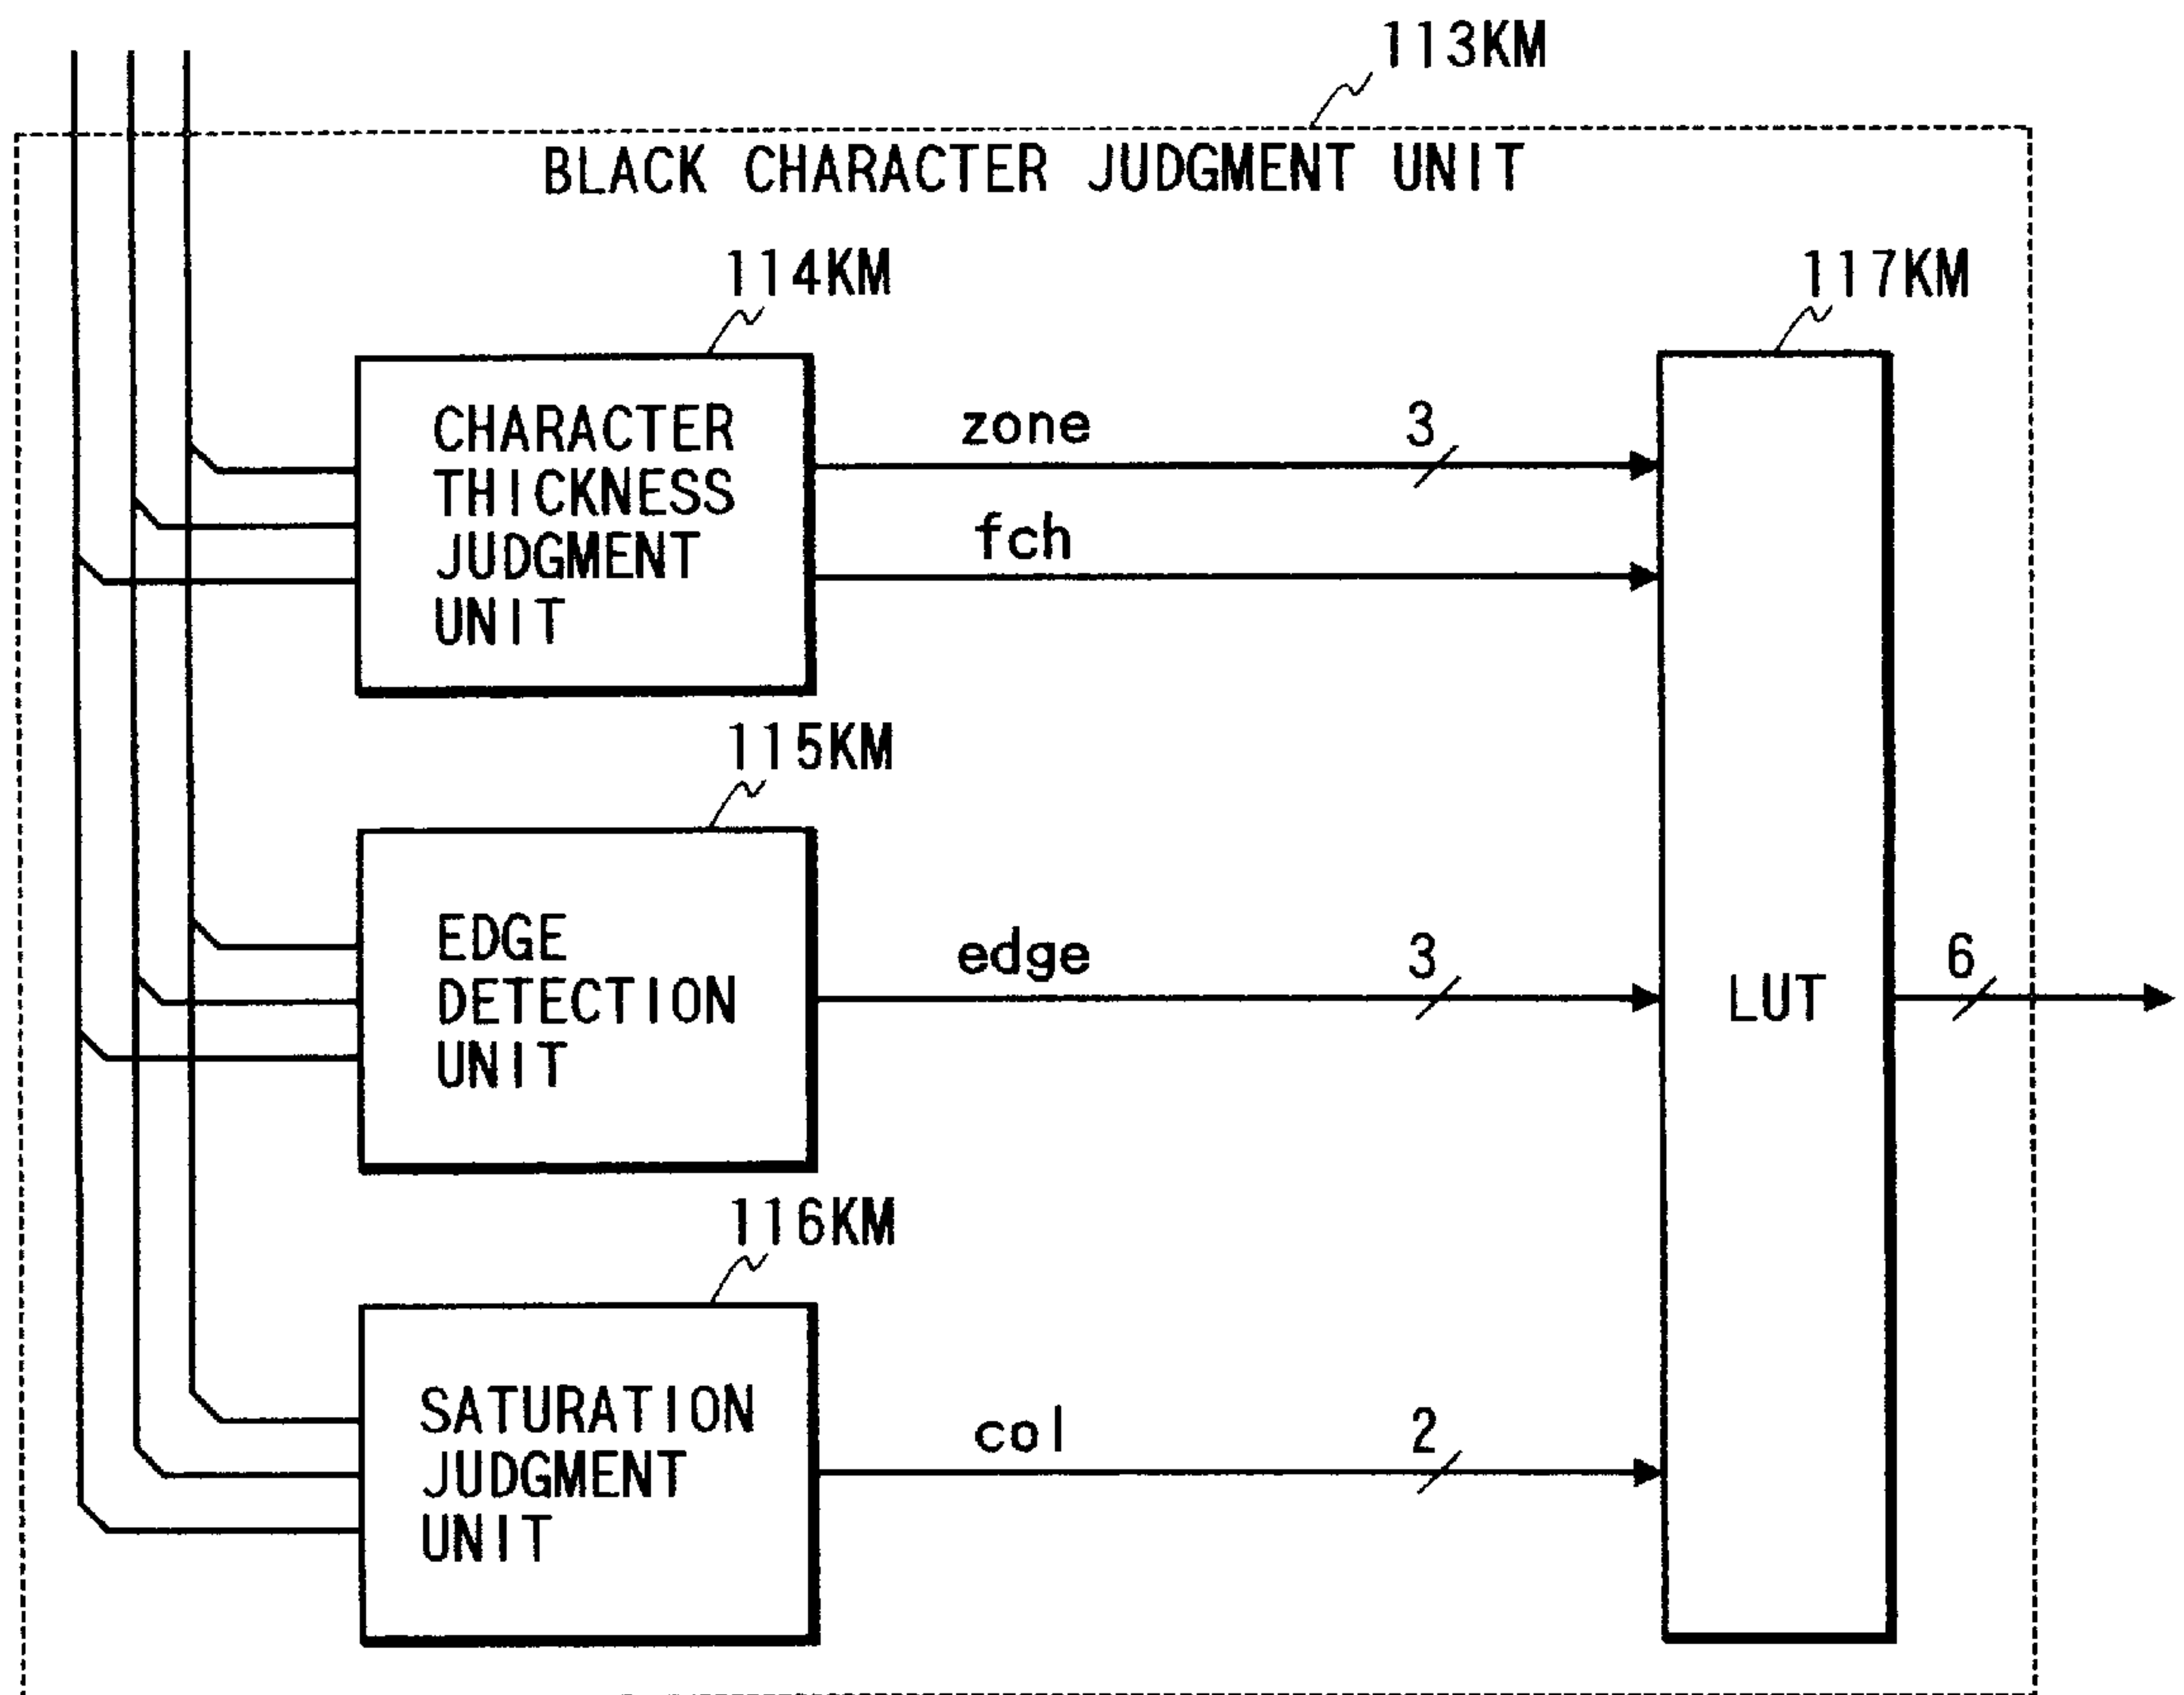 113KM
BLACK CHARACTER JUDGMENT UNIT
114KM
117KM
CHARACTER
THICKNESS
JUDGMENT
UNIT
zone
3
fch
115KM
EDGE
DETECTION
UNIT
edge
3
LUT
6
116KM
SATURATION
JUDGMENT
UNIT
col
2